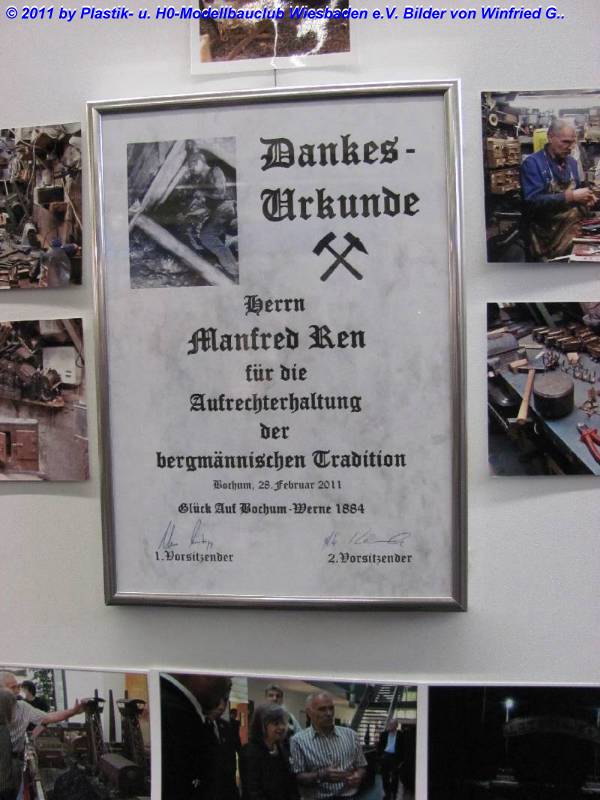 © 2011 by Plastik- u. H0-Modellbauclub Wiesbaden e.V. Bilder von Winfried G..
Dankes-
Urkunde
Herrn
Manfred Ren
für die
Aufrechterhaltung
der
bergmännischen Tradition
Bochum, 28. Februar 2011
Glück Auf Bochum-Werne 1884
1.Vorsitzender
2.Vorsitzender